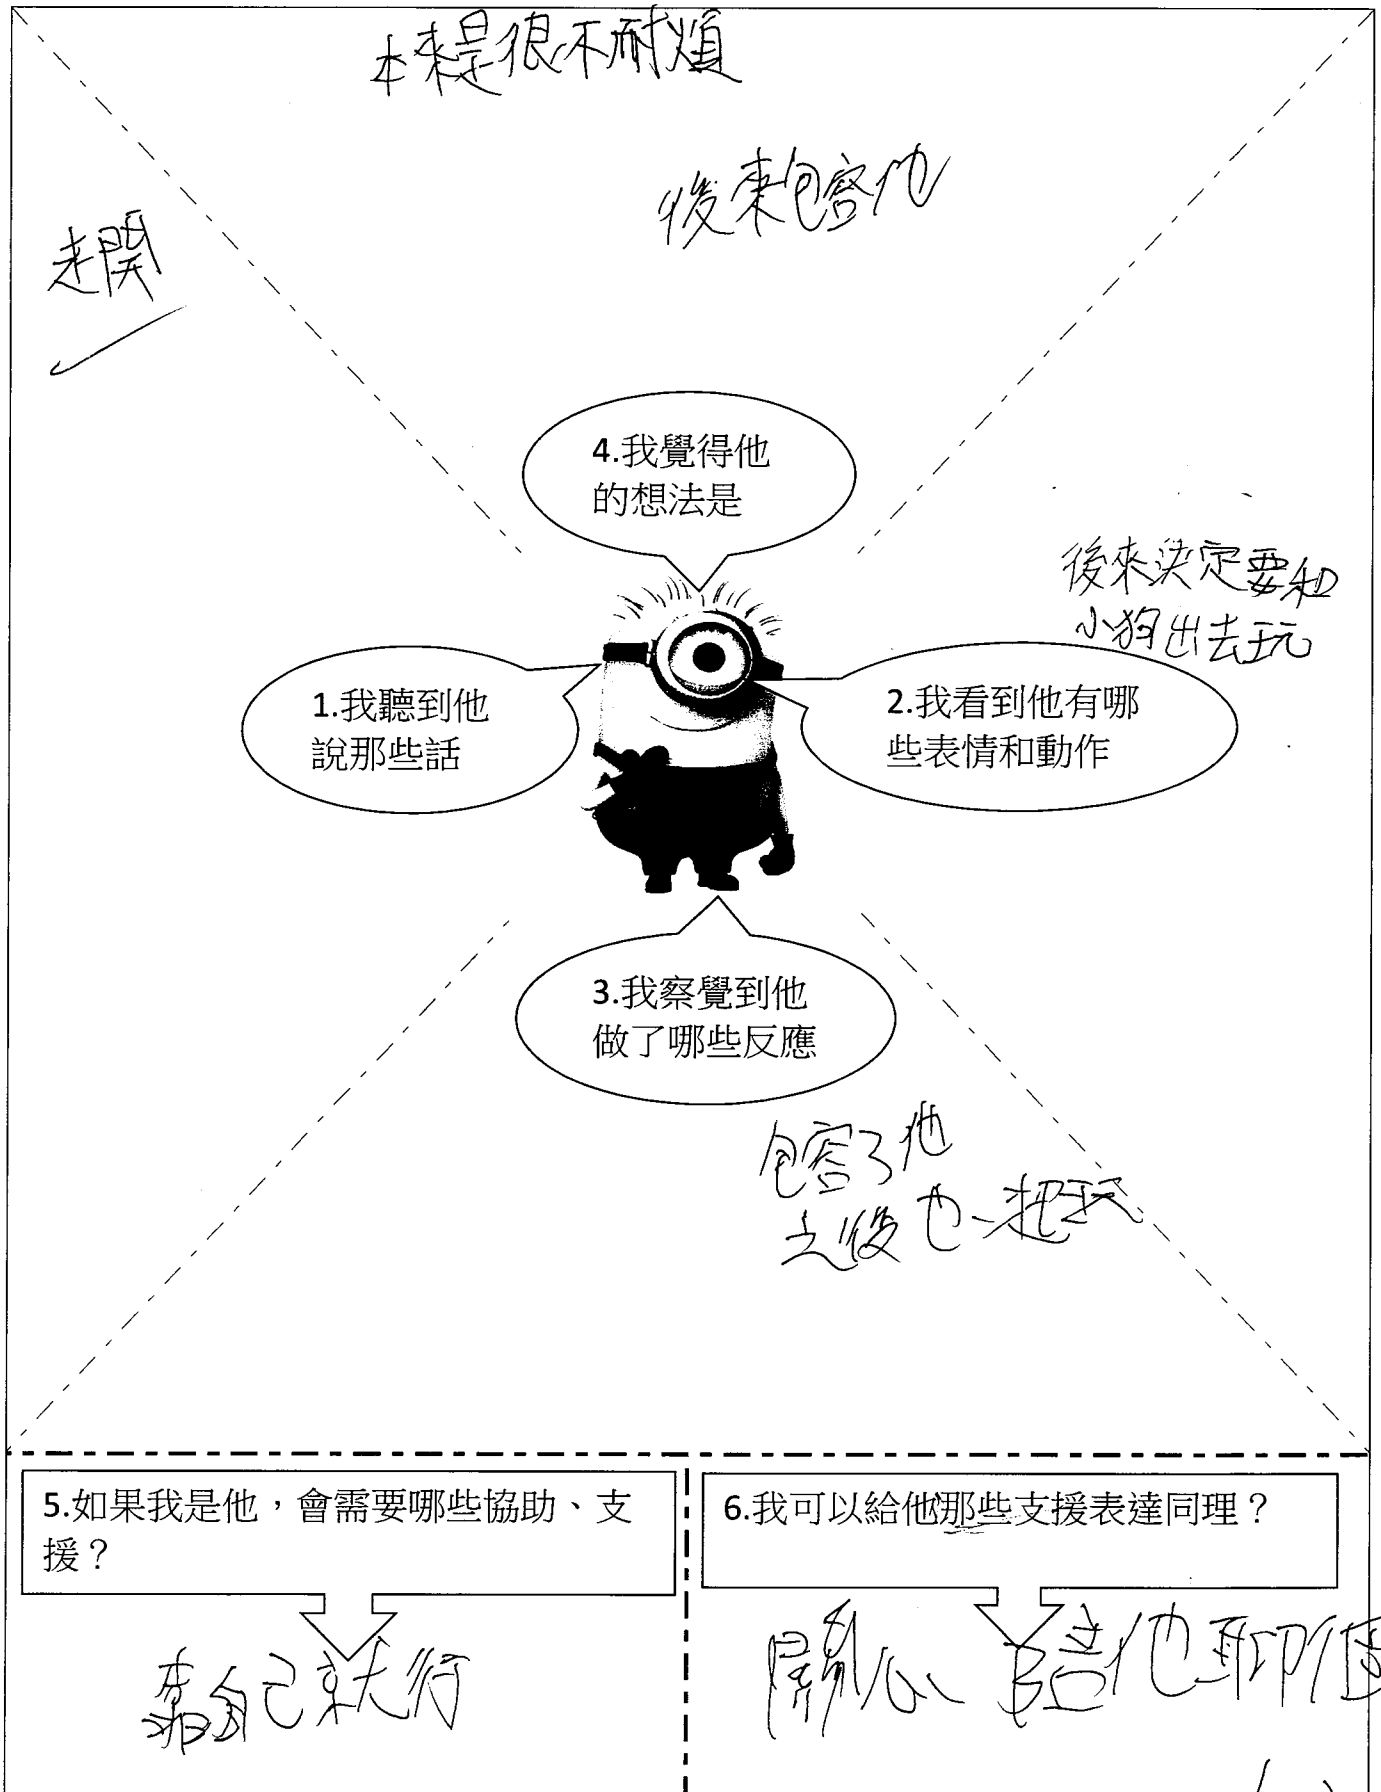 本來是很不耐煩
後來包容他
走開
4.我覺得他
的想法是
後來決定要和
小狗出去玩
1.我聽到他
說那些話
2.我看到他有哪
些表情和動作
3.我察覺到他
做了哪些反應
包容了他
之後也一起玩
5.如果我是他，會需要哪些協助、支
援？
6.我可以給他那些支援表達同理？
靠自己就行
關心 陪他聊